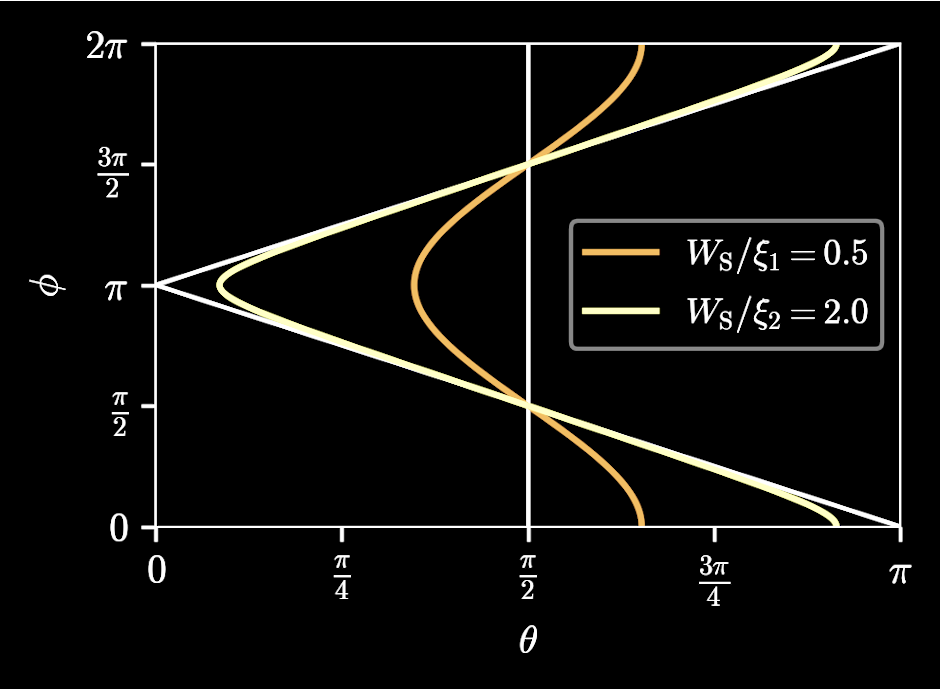 2π
3π/2
π
π/2
0
ϕ
W_S/ξ_1 = 0.5
W_S/ξ_2 = 2.0
0 π/4 π/2 3π/4 π
θ